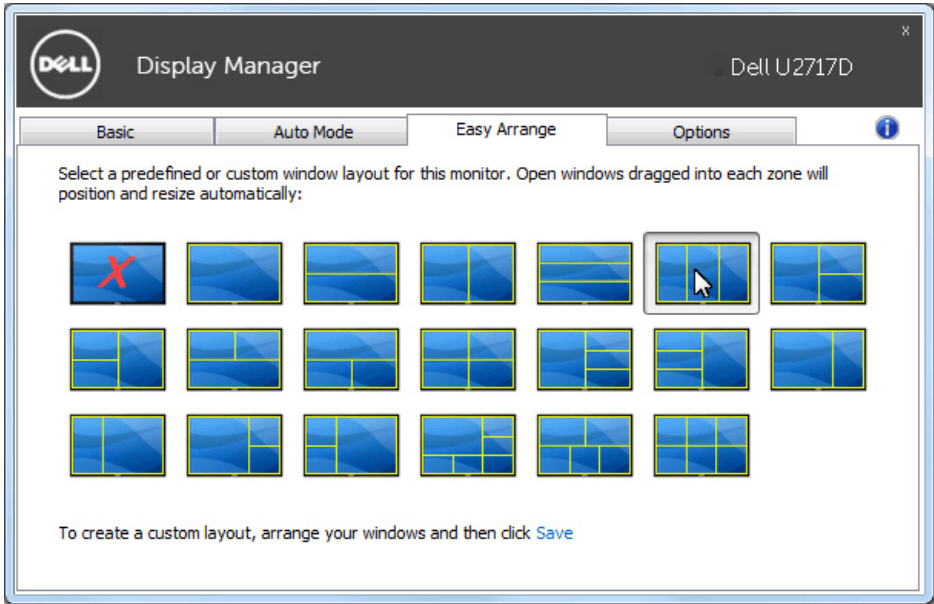 x
DELL
Display Manager
Dell U2717D
Basic
Auto Mode
Easy Arrange
Options
i
Select a predefined or custom window layout for this monitor. Open windows dragged into each zone will
position and resize automatically:
X
To create a custom layout, arrange your windows and then click Save